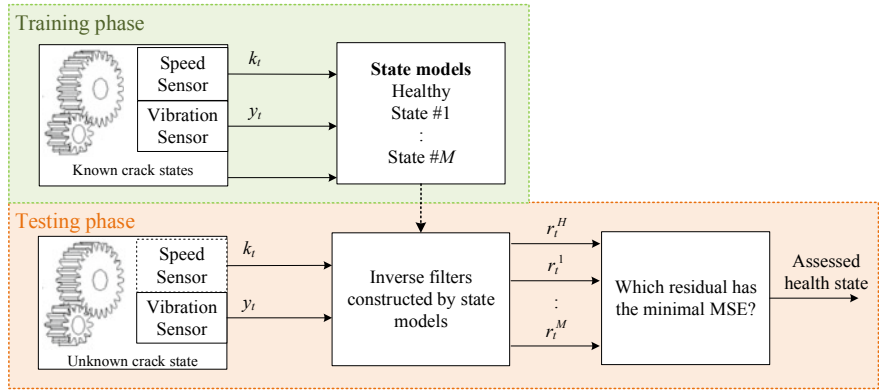 Training phase
Speed
Sensor
Vibration
Sensor
Known crack states
k_t
y_t
State models
Healthy
State #1
:
State #M
Testing phase
Speed
Sensor
Vibration
Sensor
Unknown crack state
k_t
y_t
Inverse filters
constructed by state
models
r_t^H
r_t^1
:
r_t^M
Which residual has
the minimal MSE?
Assessed
health state